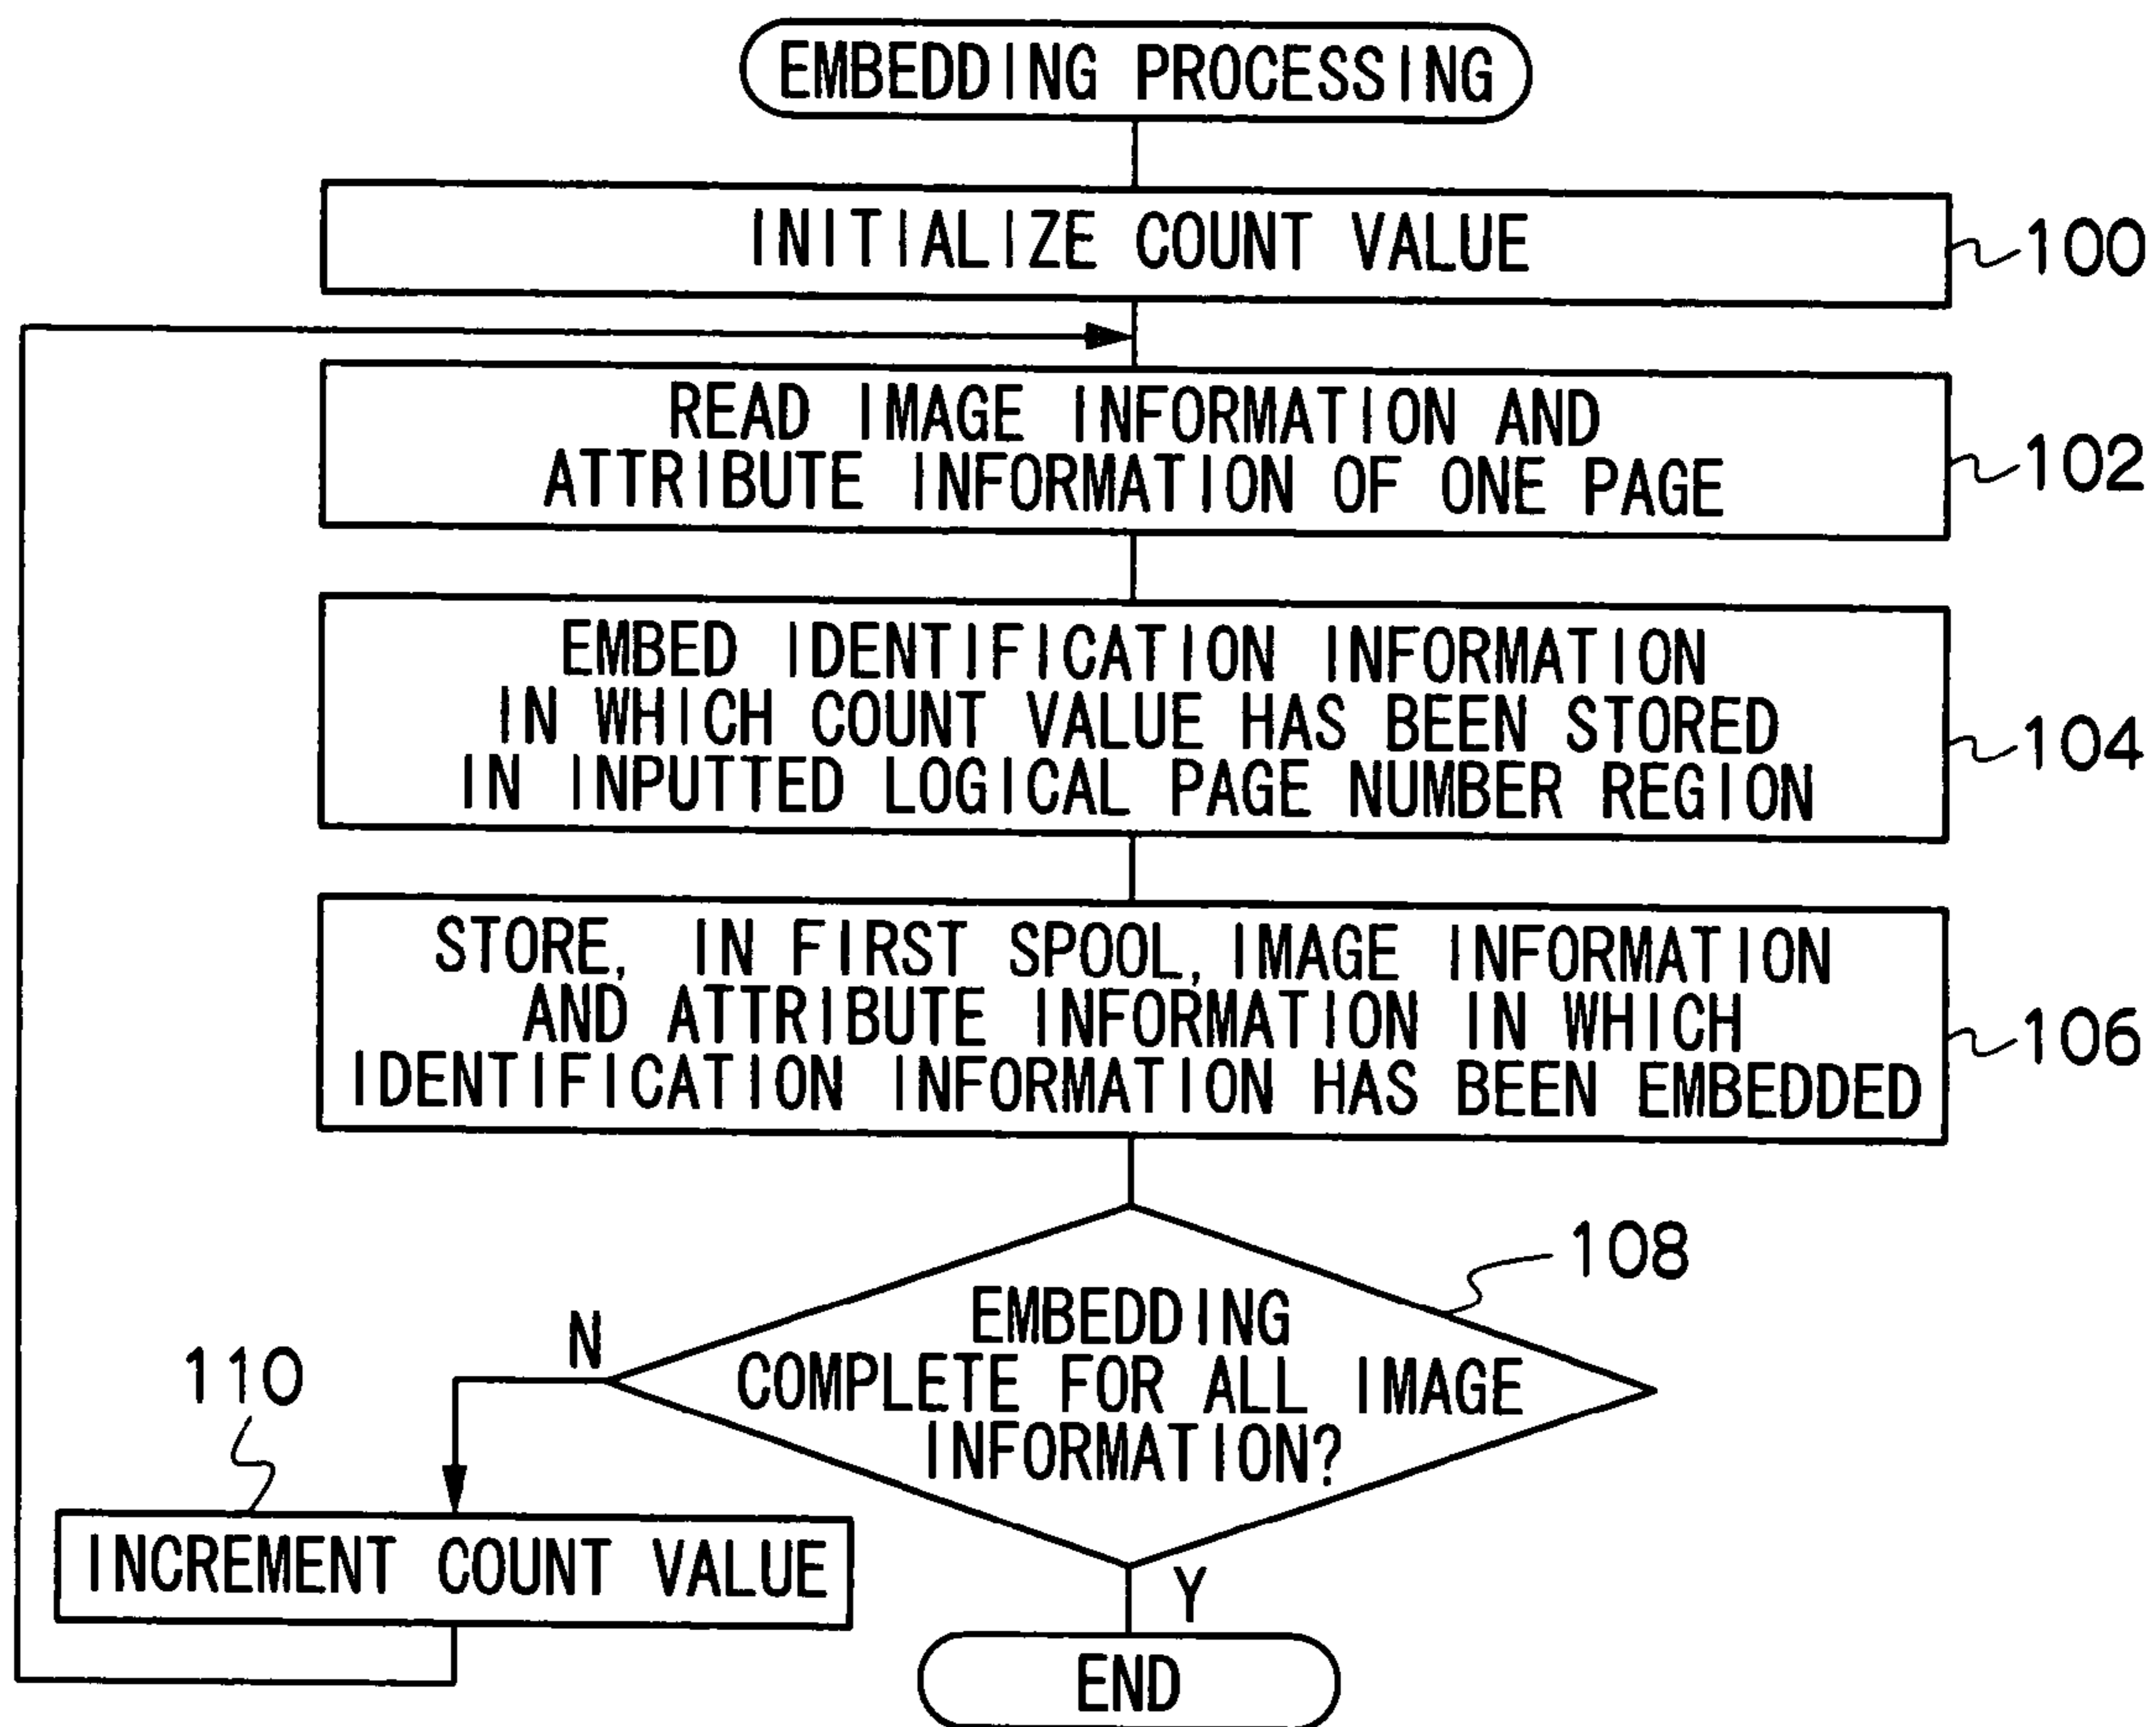 EMBEDDING PROCESSING
INITIALIZE COUNT VALUE
100
READ IMAGE INFORMATION AND
ATTRIBUTE INFORMATION OF ONE PAGE
102
EMBED IDENTIFICATION INFORMATION
IN WHICH COUNT VALUE HAS BEEN STORED
IN INPUTTED LOGICAL PAGE NUMBER REGION
104
STORE, IN FIRST SPOOL, IMAGE INFORMATION
AND ATTRIBUTE INFORMATION IN WHICH
IDENTIFICATION INFORMATION HAS BEEN EMBEDDED
106
108
EMBEDDING
COMPLETE FOR ALL IMAGE
INFORMATION?
N
110
INCREMENT COUNT VALUE
Y
END